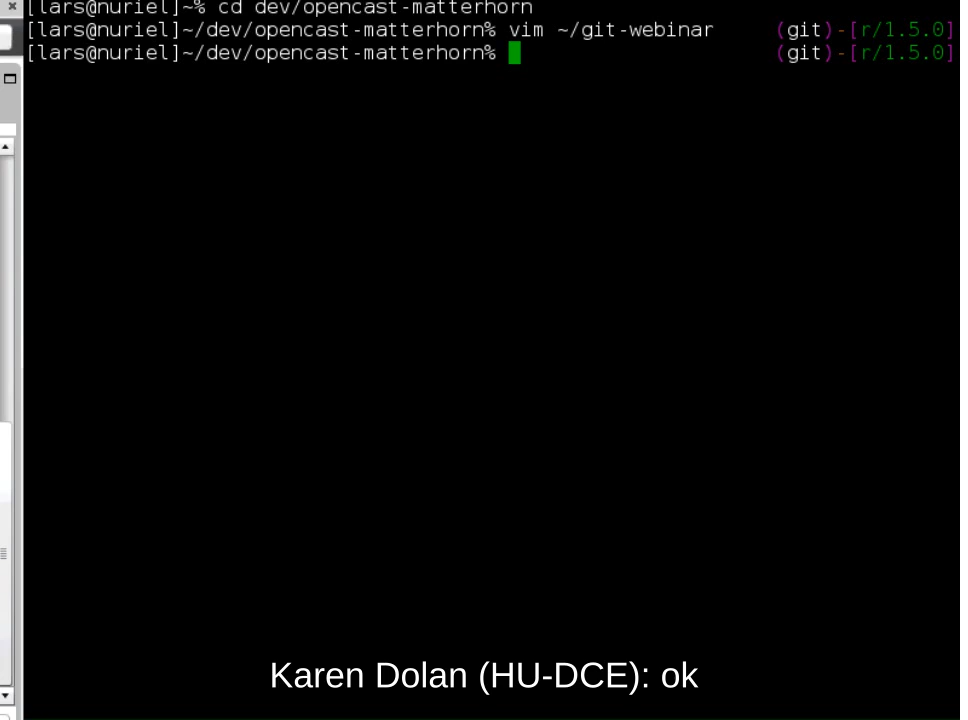 [lars@nuriel]~% cd dev/opencast-matterhorn
[lars@nuriel]~/dev/opencast-matterhorn% vim ~/git-webinar (git)-[r/1.5.0]
[lars@nuriel]~/dev/opencast-matterhorn% (git)-[r/1.5.0]
Karen Dolan (HU-DCE): ok